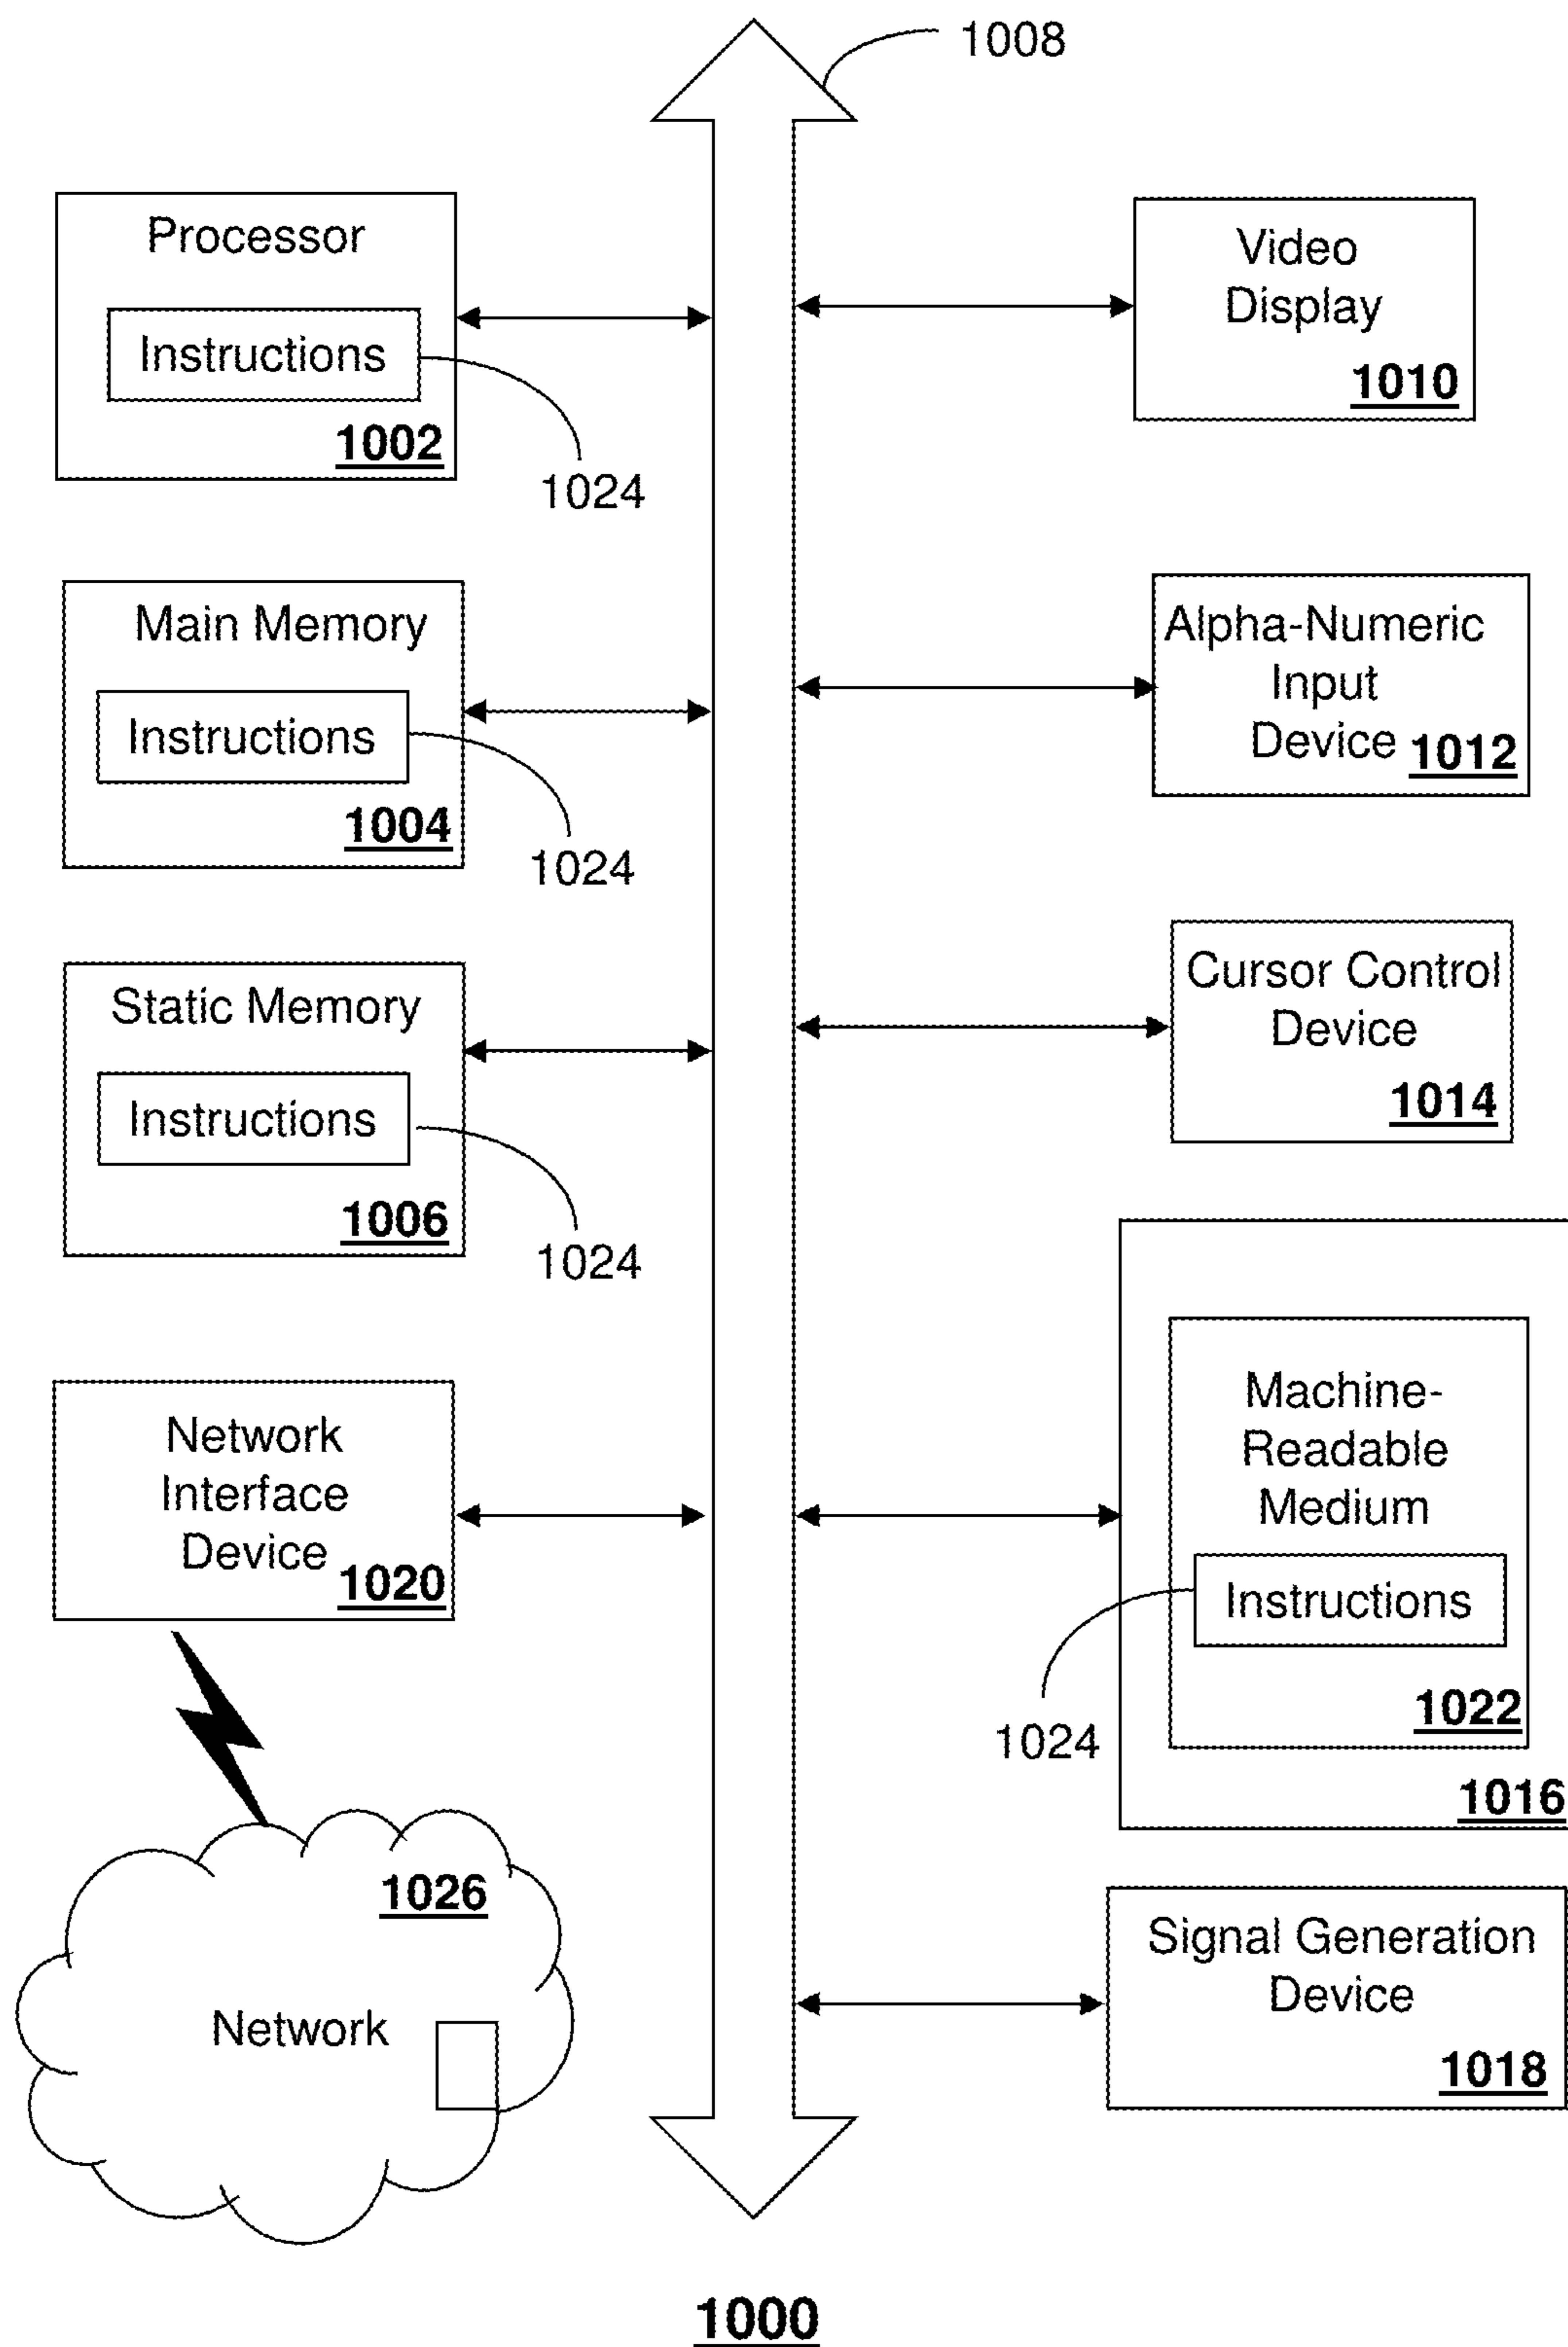 1008
Processor
Instructions
1002
1024
Main Memory
Instructions
1004
1024
Static Memory
Instructions
1006
1024
Network
Interface
Device
1020
1026
Network
Video
Display
1010
Alpha-Numeric
Input
Device 1012
Cursor Control
Device
1014
Machine-
Readable
Medium
Instructions
1024
1022
1016
Signal Generation
Device
1018
1000